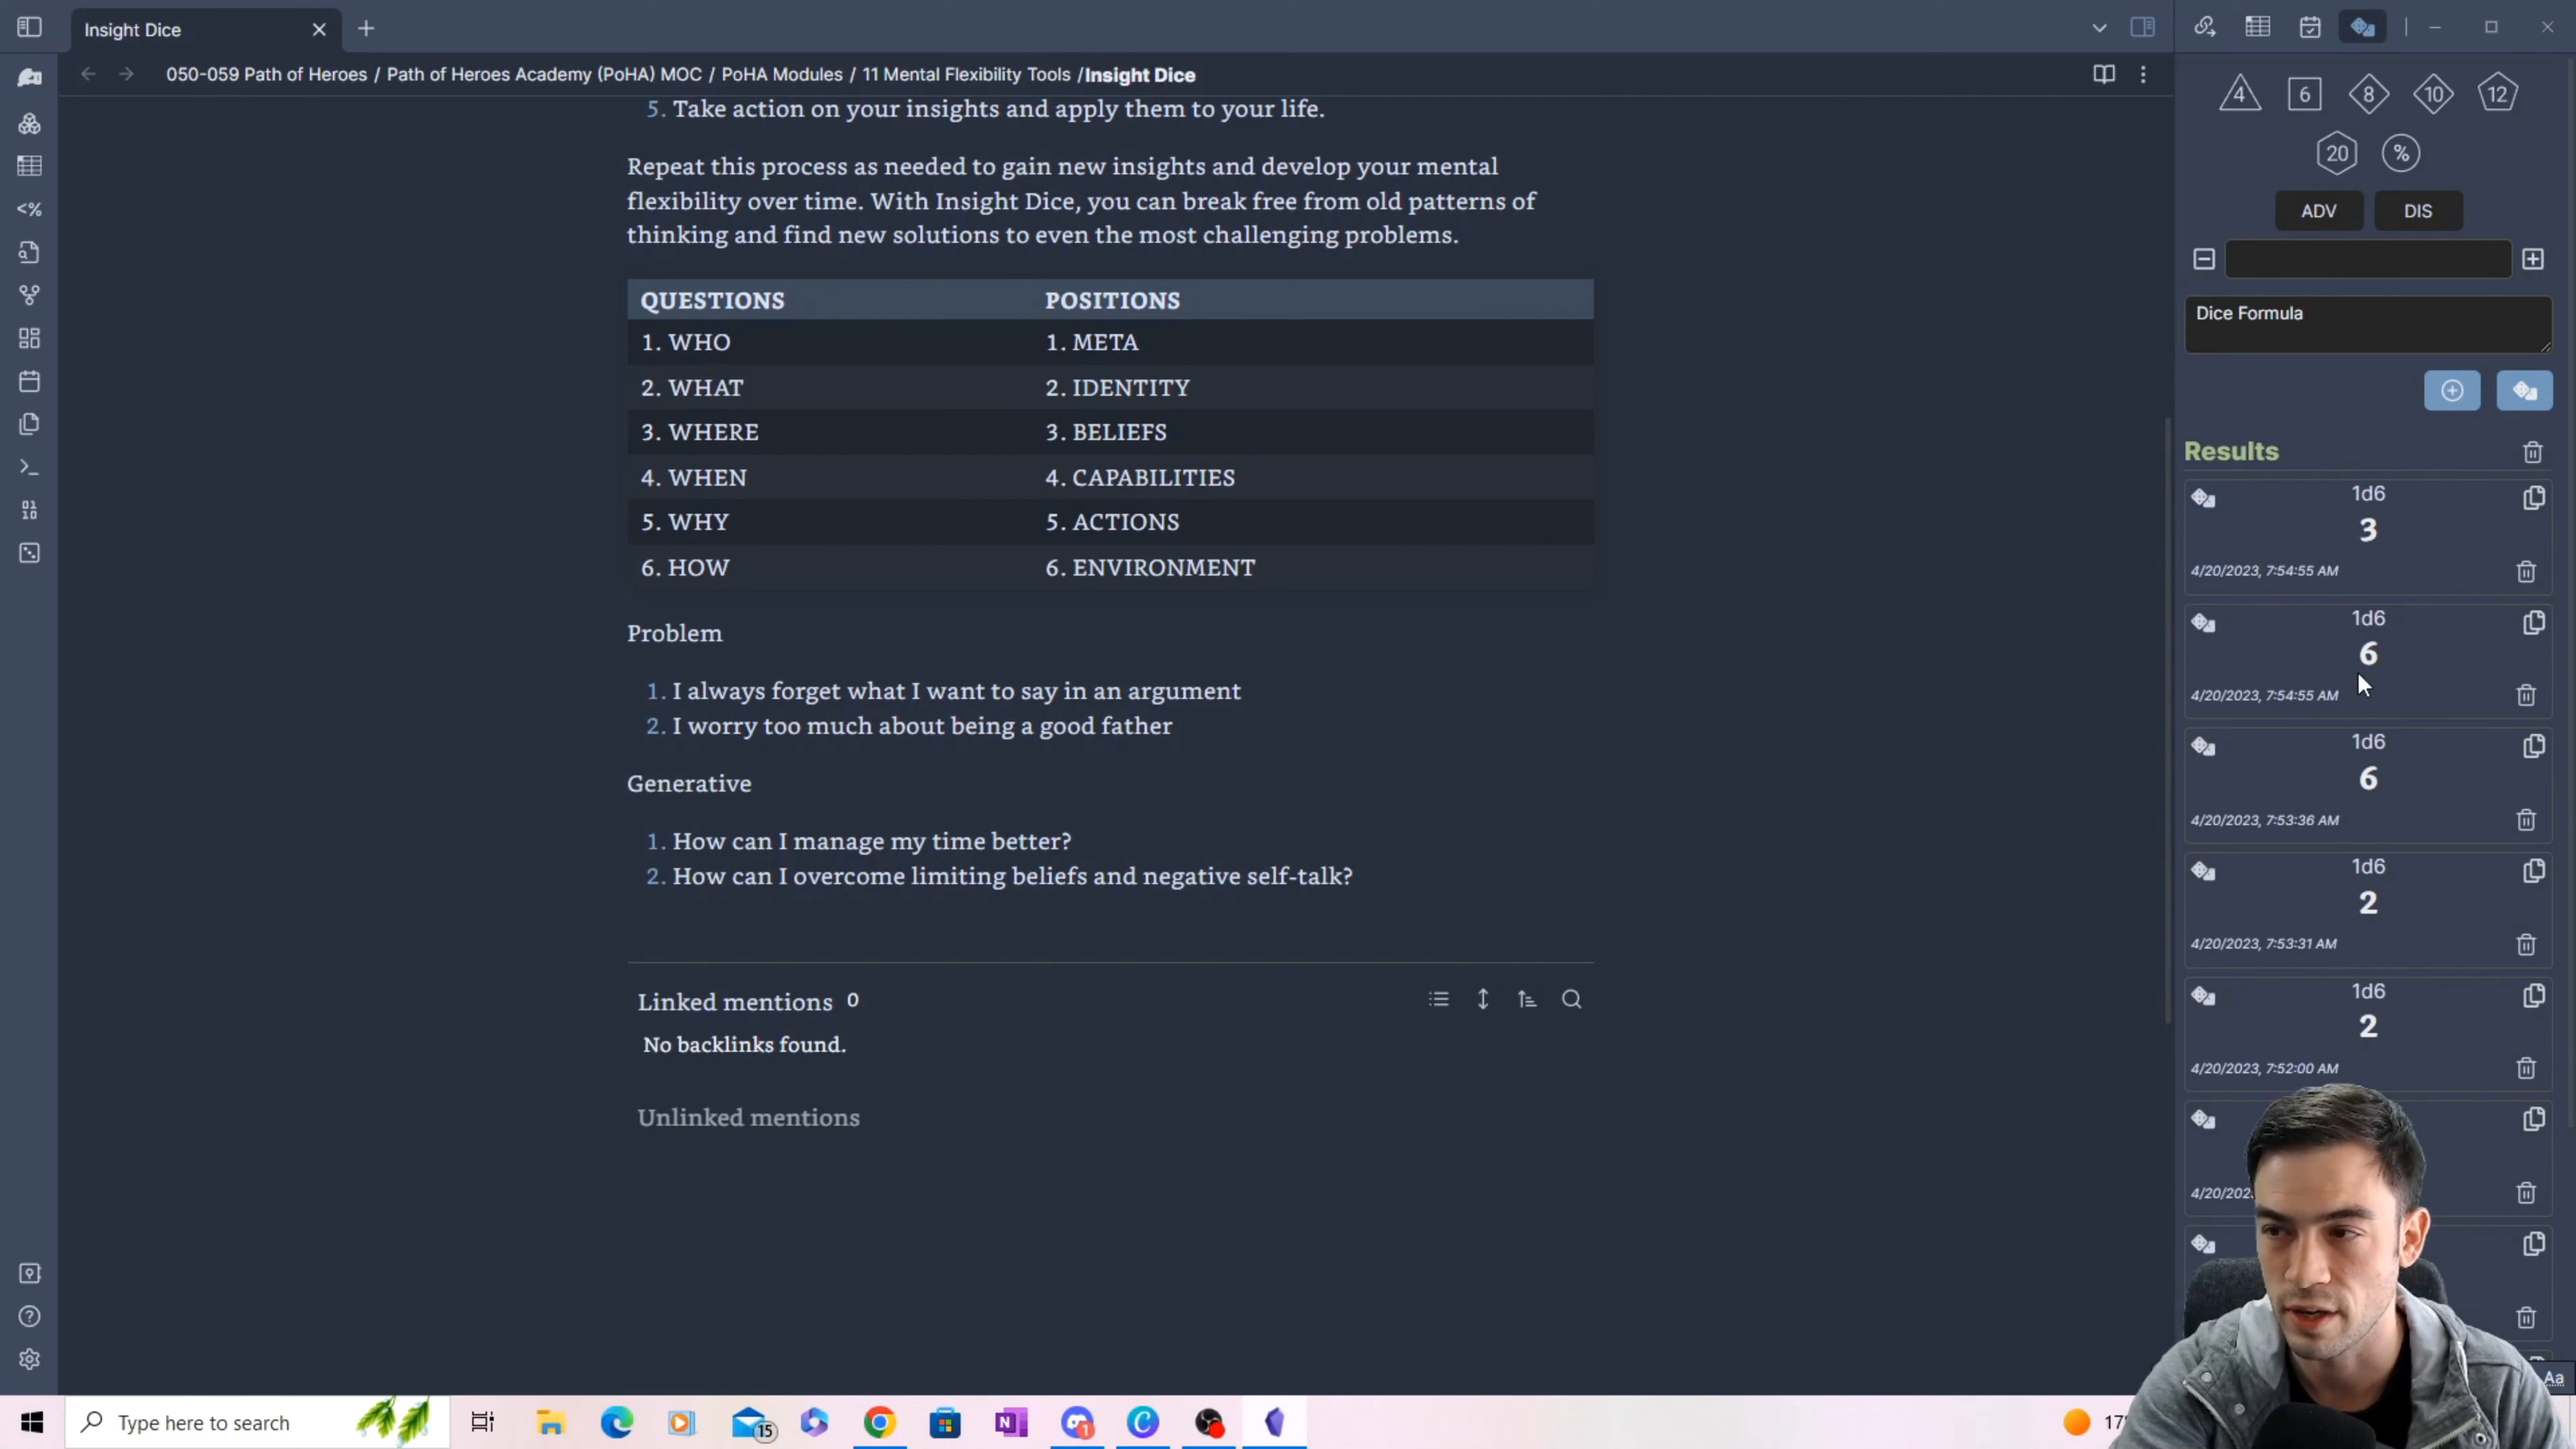 Insight Dice
050-059 Path of Heroes / Path of Heroes Academy (PoHA) MOC / PoHA Modules / 11 Mental Flexibility Tools / Insight Dice
5. Take action on your insights and apply them to your life.
Repeat this process as needed to gain new insights and develop your mental
flexibility over time. With Insight Dice, you can break free from old patterns of
thinking and find new solutions to even the most challenging problems.
QUESTIONS POSITIONS
1. WHO 1. META
2. WHAT 2. IDENTITY
3. WHERE 3. BELIEFS
4. WHEN 4. CAPABILITIES
5. WHY 5. ACTIONS
6. HOW 6. ENVIRONMENT
Problem
1. I always forget what I want to say in an argument
2. I worry too much about being a good father
Generative
1. How can I manage my time better?
2. How can I overcome limiting beliefs and negative self-talk?
Linked mentions 0
No backlinks found.
Unlinked mentions
4 6 8 10 12
20 %
ADV DIS
Dice Formula
Results
1d6
3
4/20/2023, 7:54:55 AM
1d6
6
4/20/2023, 7:54:55 AM
1d6
6
4/20/2023, 7:53:36 AM
1d6
2
4/20/2023, 7:53:31 AM
1d6
2
4/20/2023, 7:52:00 AM
Aa
Type here to search
15
1